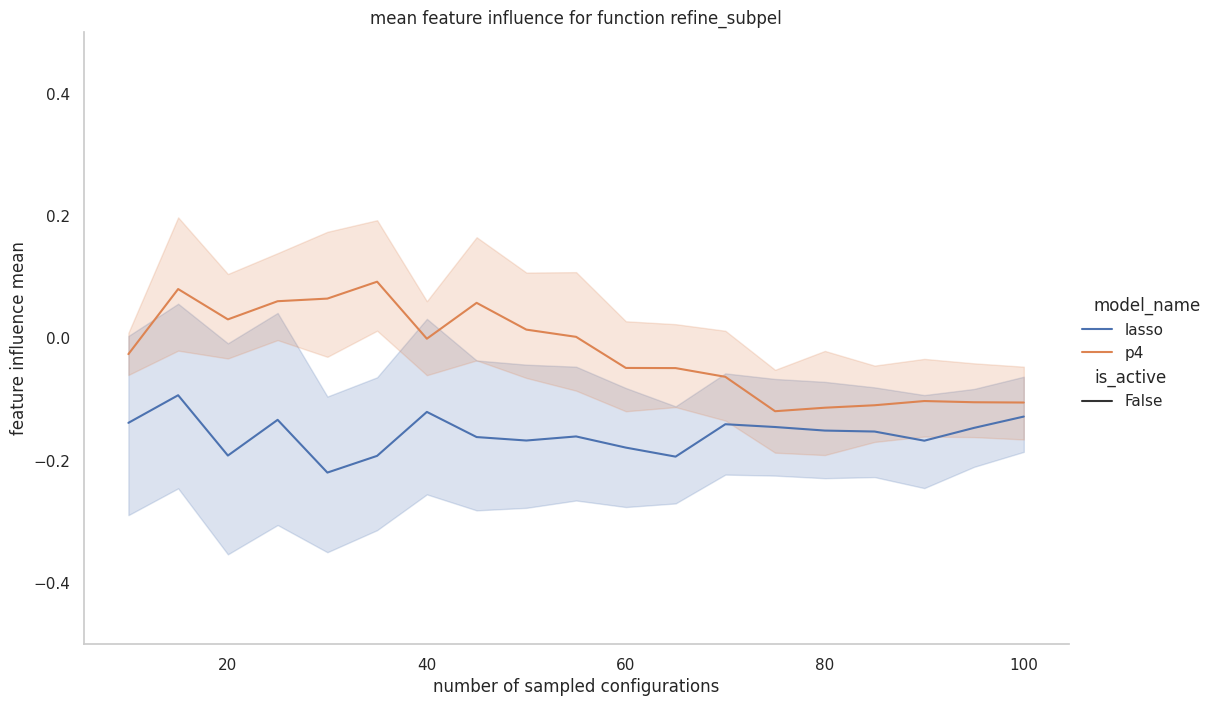 mean feature influence for function refine_subpel
feature influence mean
0.4
0.2
0.0
−0.2
−0.4
20
40
60
80
100
number of sampled configurations
model_name
lasso
p4
is_active
False